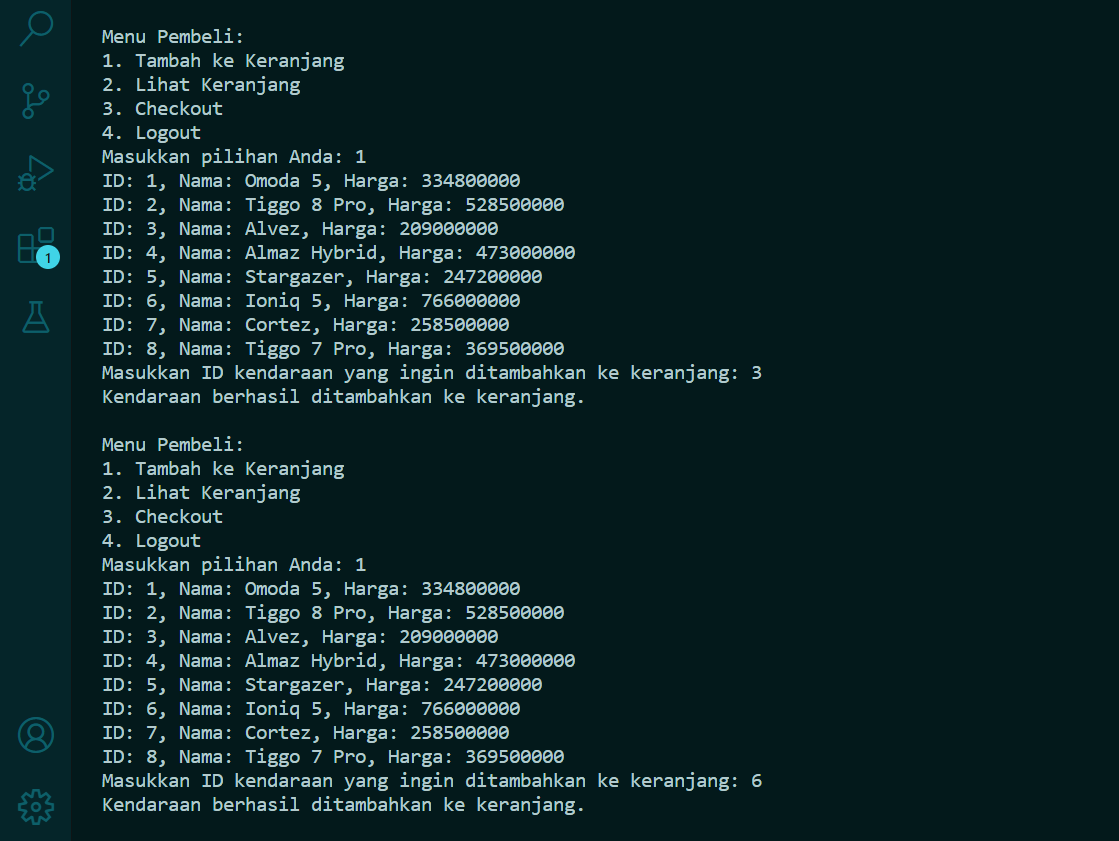 Menu Pembeli:
1. Tambah ke Keranjang
2. Lihat Keranjang
3. Checkout
4. Logout
Masukkan pilihan Anda: 1
ID: 1, Nama: Omoda 5, Harga: 334800000
ID: 2, Nama: Tiggo 8 Pro, Harga: 528500000
ID: 3, Nama: Alvez, Harga: 209000000
ID: 4, Nama: Almaz Hybrid, Harga: 473000000
ID: 5, Nama: Stargazer, Harga: 247200000
ID: 6, Nama: Ioniq 5, Harga: 766000000
ID: 7, Nama: Cortez, Harga: 258500000
ID: 8, Nama: Tiggo 7 Pro, Harga: 369500000
Masukkan ID kendaraan yang ingin ditambahkan ke keranjang: 3
Kendaraan berhasil ditambahkan ke keranjang.

Menu Pembeli:
1. Tambah ke Keranjang
2. Lihat Keranjang
3. Checkout
4. Logout
Masukkan pilihan Anda: 1
ID: 1, Nama: Omoda 5, Harga: 334800000
ID: 2, Nama: Tiggo 8 Pro, Harga: 528500000
ID: 3, Nama: Alvez, Harga: 209000000
ID: 4, Nama: Almaz Hybrid, Harga: 473000000
ID: 5, Nama: Stargazer, Harga: 247200000
ID: 6, Nama: Ioniq 5, Harga: 766000000
ID: 7, Nama: Cortez, Harga: 258500000
ID: 8, Nama: Tiggo 7 Pro, Harga: 369500000
Masukkan ID kendaraan yang ingin ditambahkan ke keranjang: 6
Kendaraan berhasil ditambahkan ke keranjang.
1